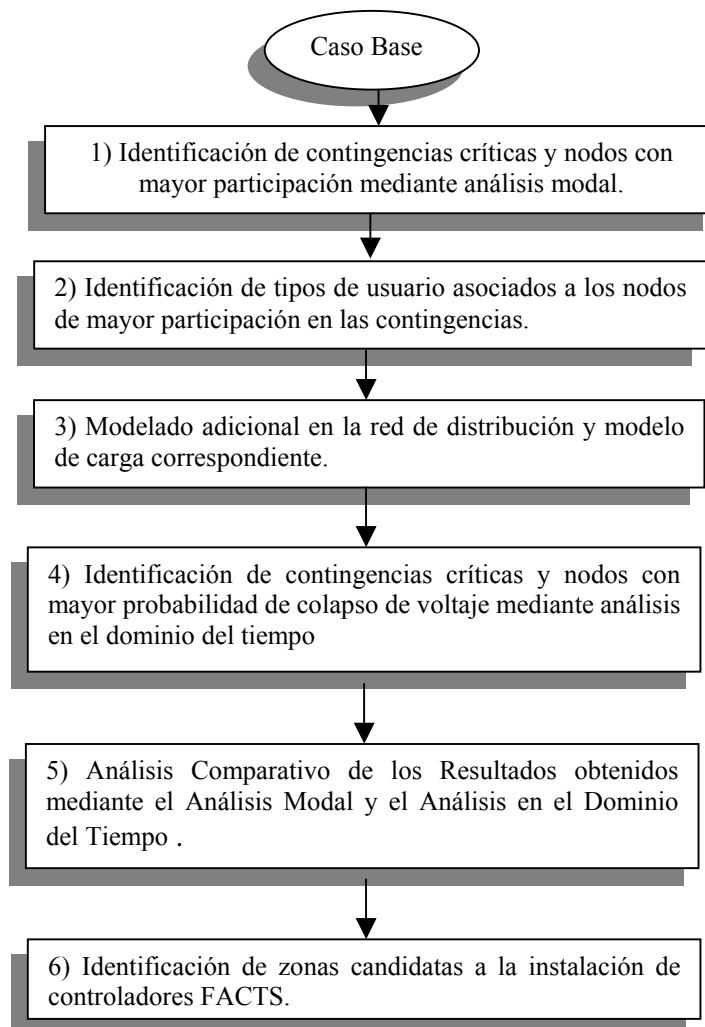 Caso Base
1) Identificación de contingencias críticas y nodos con
mayor participación mediante análisis modal.
2) Identificación de tipos de usuario asociados a los nodos
de mayor participación en las contingencias.
3) Modelado adicional en la red de distribución y modelo
de carga correspondiente.
4) Identificación de contingencias críticas y nodos con
mayor probabilidad de colapso de voltaje mediante análisis
en el dominio del tiempo
5) Análisis Comparativo de los Resultados obtenidos
mediante el Análisis Modal y el Análisis en el Dominio
del Tiempo .
6) Identificación de zonas candidatas a la instalación de
controladores FACTS.